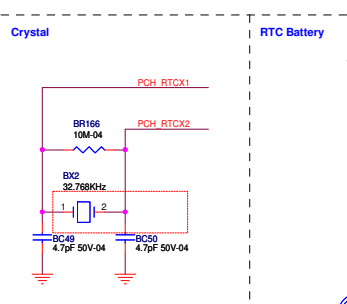 Crystal
RTC Battery
PCH_RTCX1
BR166
10M-04
PCH_RTCX2
BX2
32.768KHz
1
2
BC49
4.7pF 50V-04
BC50
4.7pF 50V-04